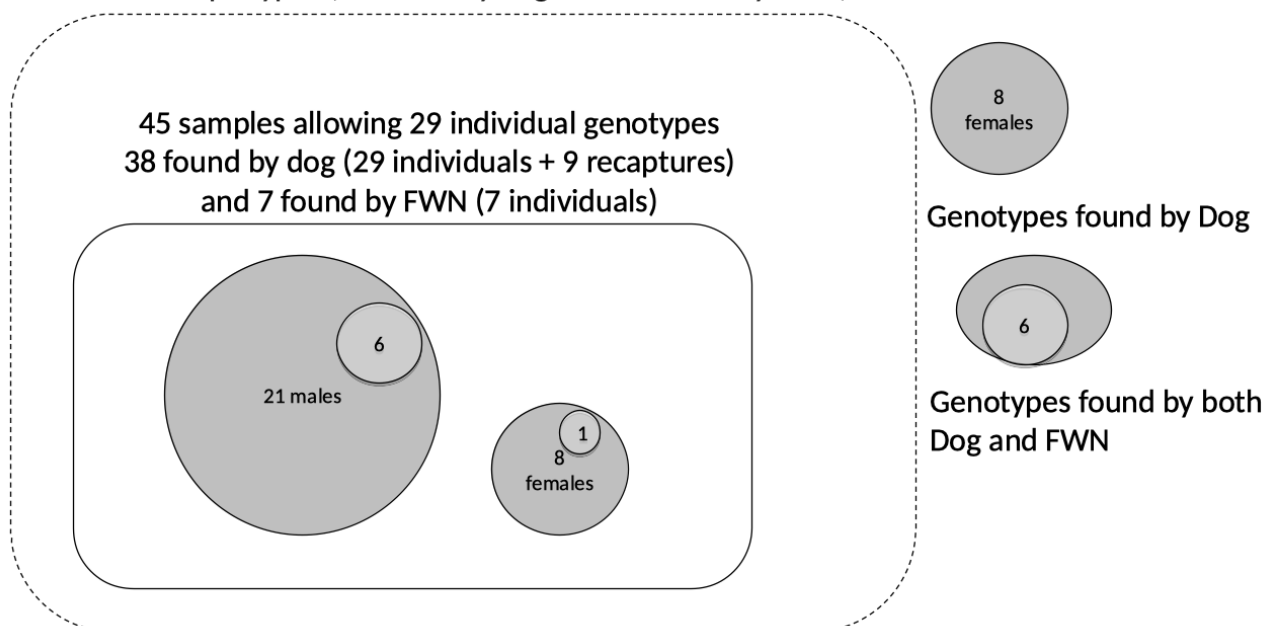 45 samples allowing 29 individual genotypes
38 found by dog (29 individuals + 9 recaptures)
and 7 found by FWN (7 individuals)
6
21 males
1
8
females
8
females
Genotypes found by Dog
6
Genotypes found by both
Dog and FWN